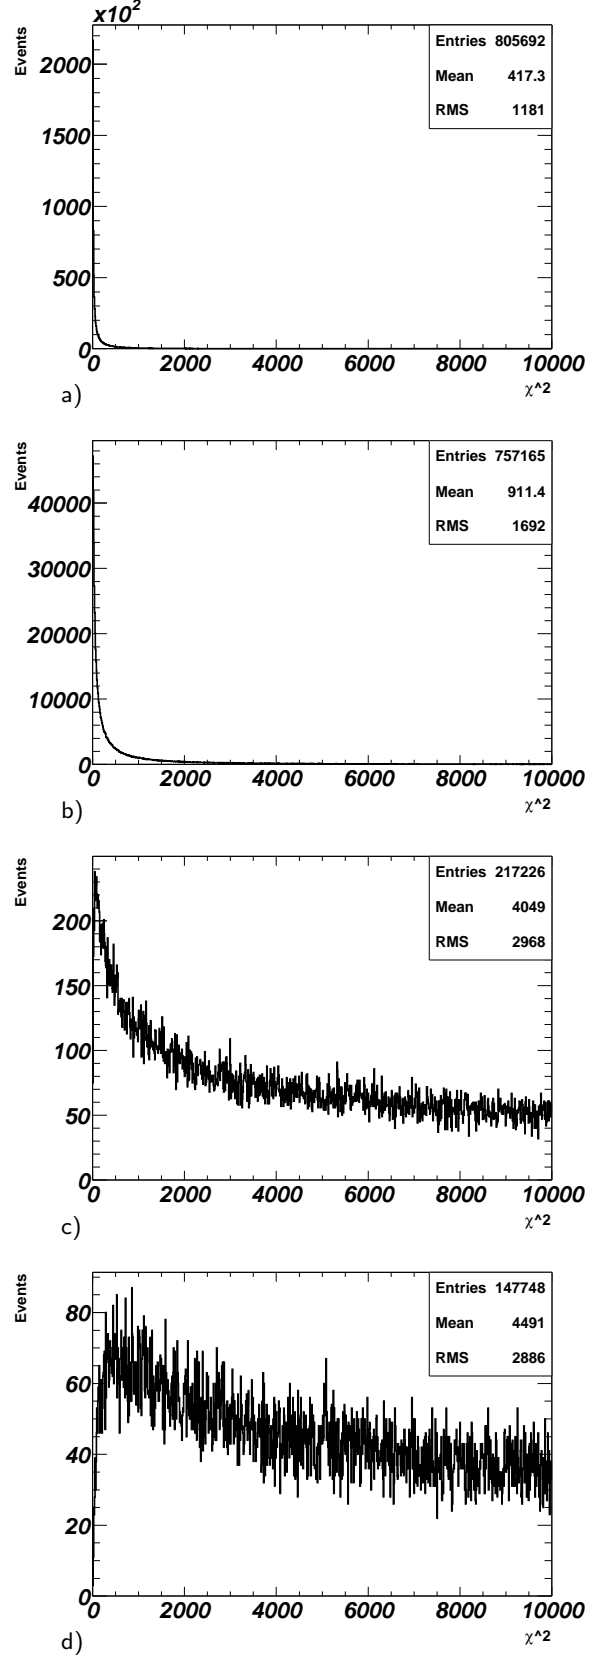 x10^2
Events
Entries 805692
Mean 417.3
RMS 1181
2000
1500
1000
500
0
0 2000 4000 6000 8000 10000
a) χ^2
Events
Entries 757165
Mean 911.4
RMS 1692
40000
30000
20000
10000
0
0 2000 4000 6000 8000 10000
b) χ^2
Events
Entries 217226
Mean 4049
RMS 2968
200
150
100
50
0
0 2000 4000 6000 8000 10000
c) χ^2
Events
Entries 147748
Mean 4491
RMS 2886
80
60
40
20
0
0 2000 4000 6000 8000 10000
d) χ^2